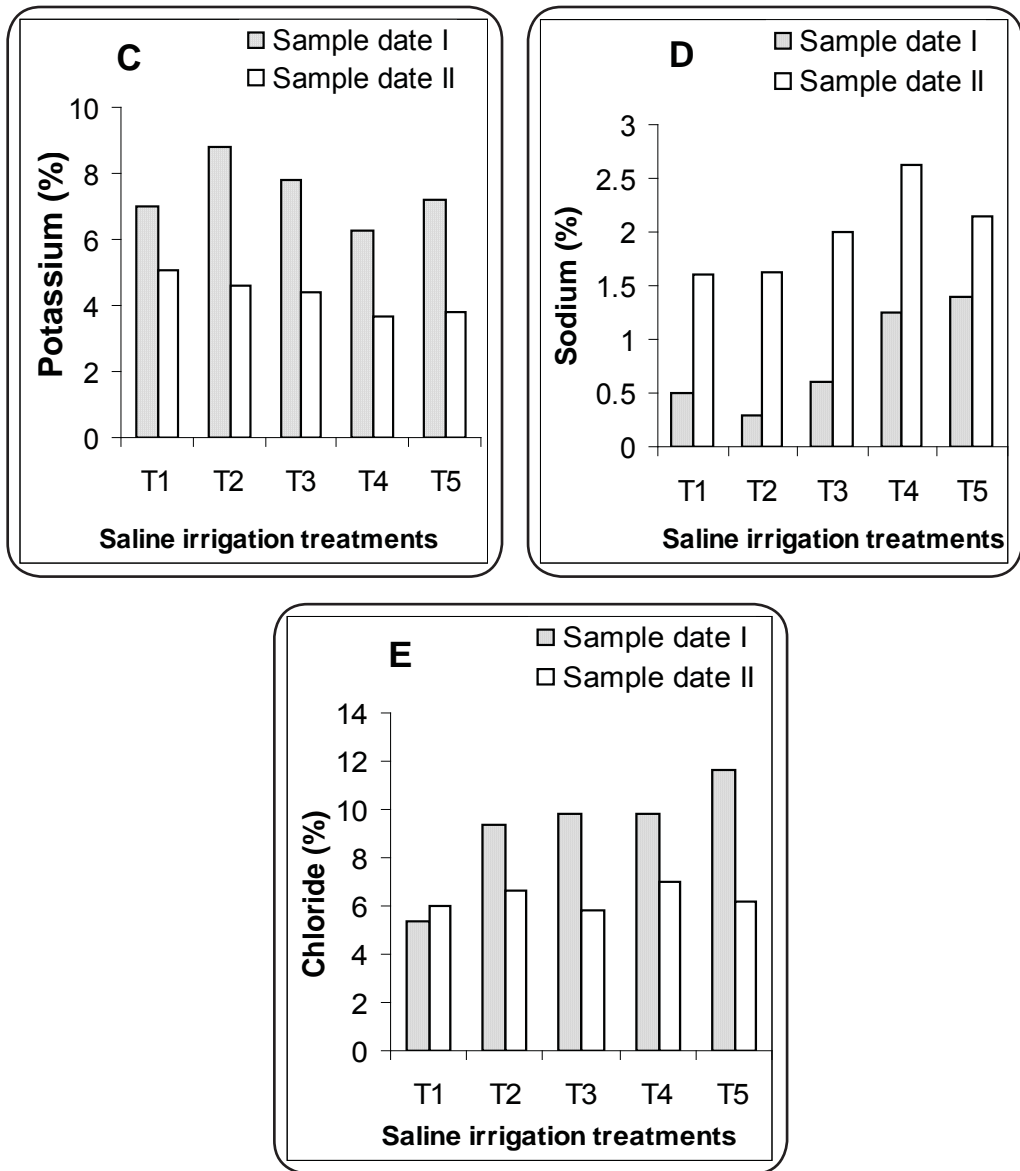 C
Sample date I
Sample date II
10
8
6
4
2
0
Potassium (%)
T1 T2 T3 T4 T5
Saline irrigation treatments
D
Sample date I
Sample date II
3
2.5
2
1.5
1
0.5
0
Sodium (%)
T1 T2 T3 T4 T5
Saline irrigation treatments
E
Sample date I
Sample date II
14
12
10
8
6
4
2
0
Chloride (%)
T1 T2 T3 T4 T5
Saline irrigation treatments